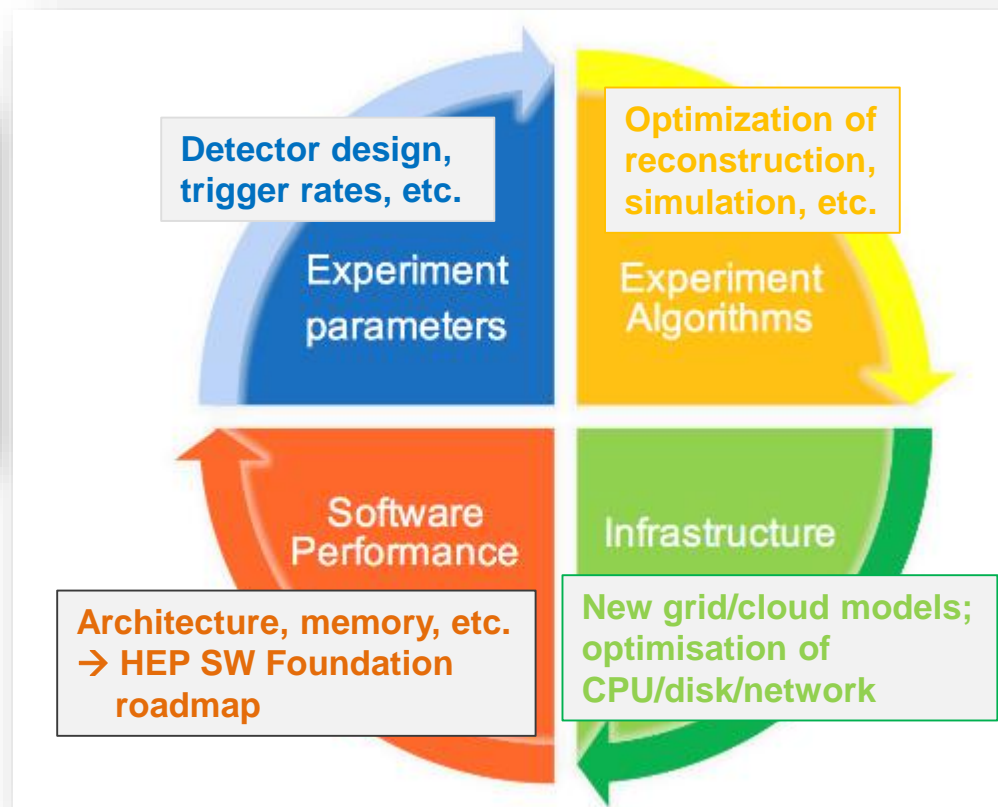 Detector design,
trigger rates, etc.
Experiment
parameters
Optimization of
reconstruction,
simulation, etc.
Experiment
Algorithms
Software
Performance
Architecture, memory, etc.
→ HEP SW Foundation
roadmap
Infrastructure
New grid/cloud models;
optimisation of
CPU/disk/network